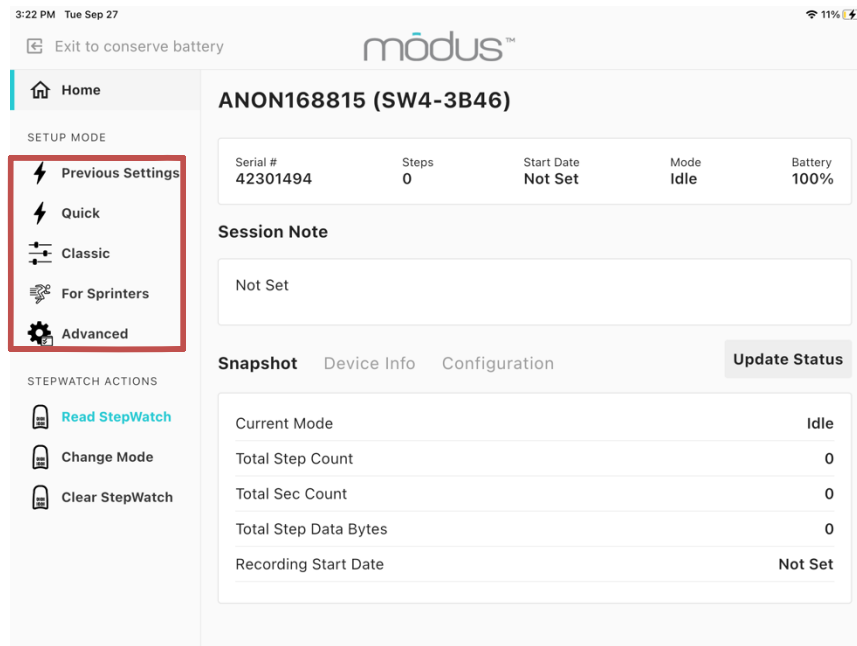 3:22 PM Tue Sep 27
11%
Exit to conserve battery
mōdus™
Home
SETUP MODE
Previous Settings
Quick
Classic
For Sprinters
Advanced
STEPWATCH ACTIONS
Read StepWatch
Change Mode
Clear StepWatch
ANON168815 (SW4-3B46)
Serial # Steps Start Date Mode Battery
42301494 0 Not Set Idle 100%
Session Note
Not Set
Snapshot Device Info Configuration Update Status
Current Mode Idle
Total Step Count 0
Total Sec Count 0
Total Step Data Bytes 0
Recording Start Date Not Set